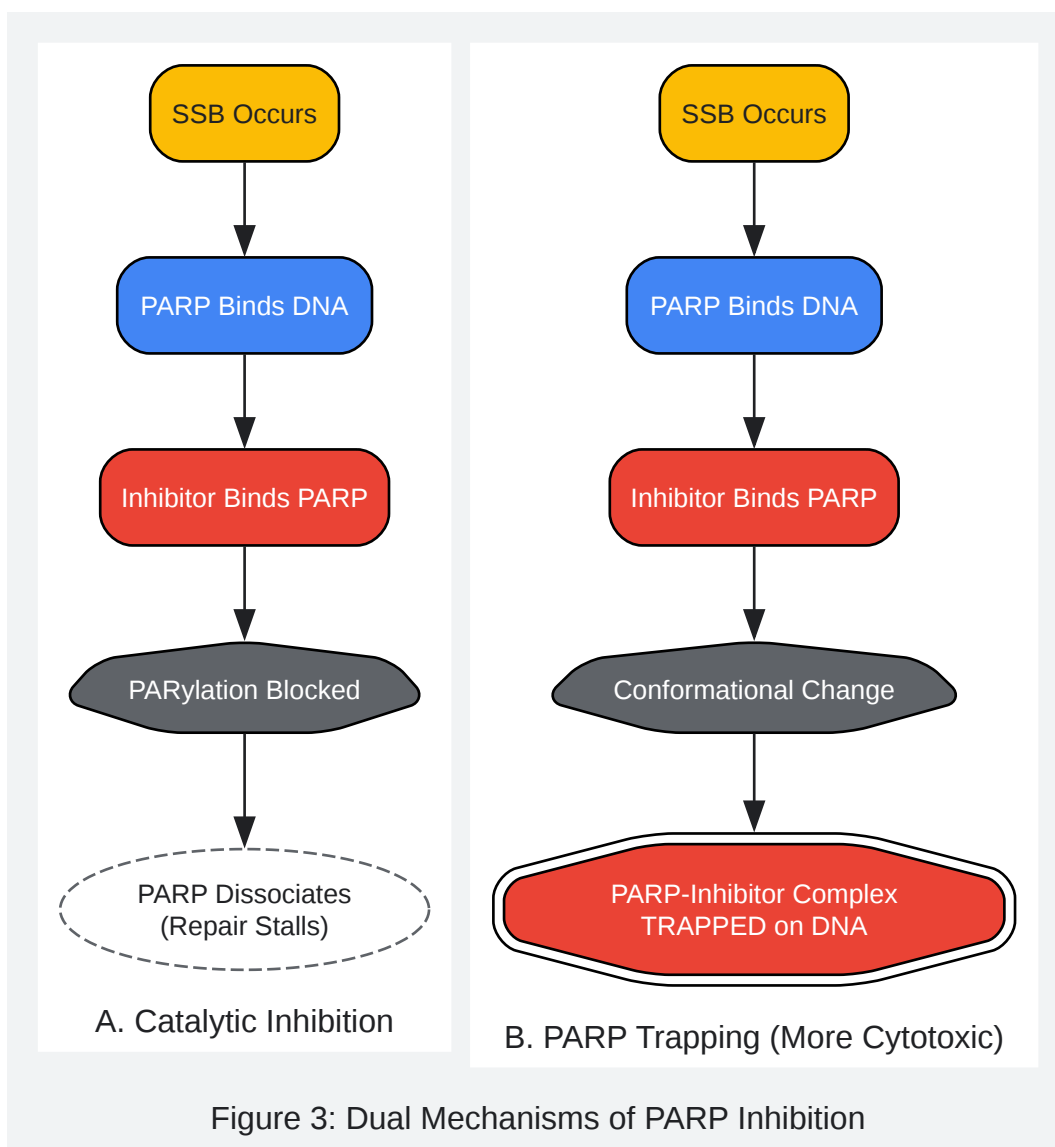 SSB Occurs
PARP Binds DNA
Inhibitor Binds PARP
PARylation Blocked
PARP Dissociates
(Repair Stalls)
A. Catalytic Inhibition
SSB Occurs
PARP Binds DNA
Inhibitor Binds PARP
Conformational Change
PARP-Inhibitor Complex
TRAPPED on DNA
B. PARP Trapping (More Cytotoxic)
Figure 3: Dual Mechanisms of PARP Inhibition